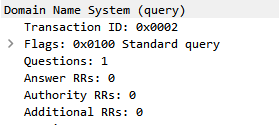 Domain Name System (query)
Transaction ID: 0x0002
Flags: 0x0100 Standard query
Questions: 1
Answer RRs: 0
Authority RRs: 0
Additional RRs: 0